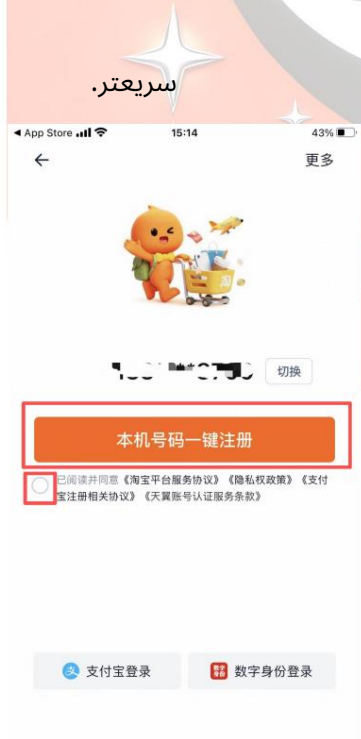 سریعتر.
App Store 15:14 43%
更多
切换
本机号码一键注册
已阅读并同意《淘宝平台服务协议》《隐私权政策》《支付
宝注册相关协议》《天翼账号认证服务条款》
支付宝登录 数字身份登录